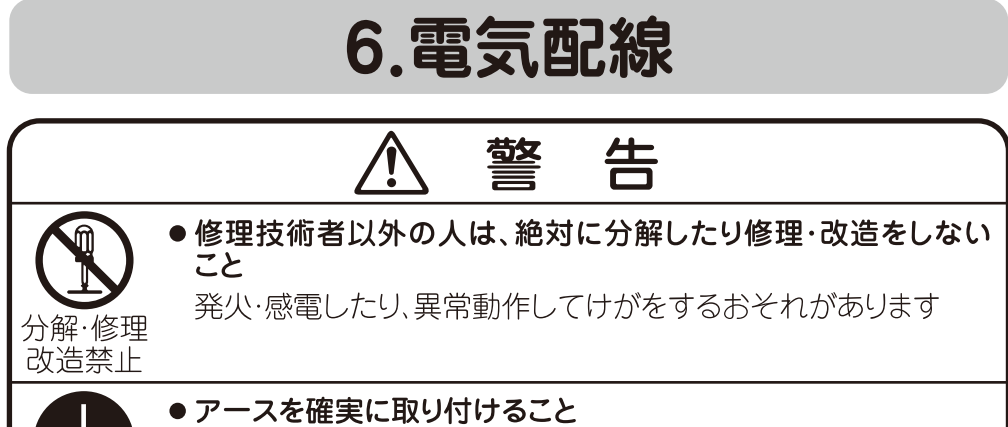 6.電気配線
警 告
●修理技術者以外の人は、絶対に分解したり修理・改造をしない
こと
発火・感電したり、異常動作してけがをするおそれがあります
分解・修理
改造禁止
●アースを確実に取り付けること